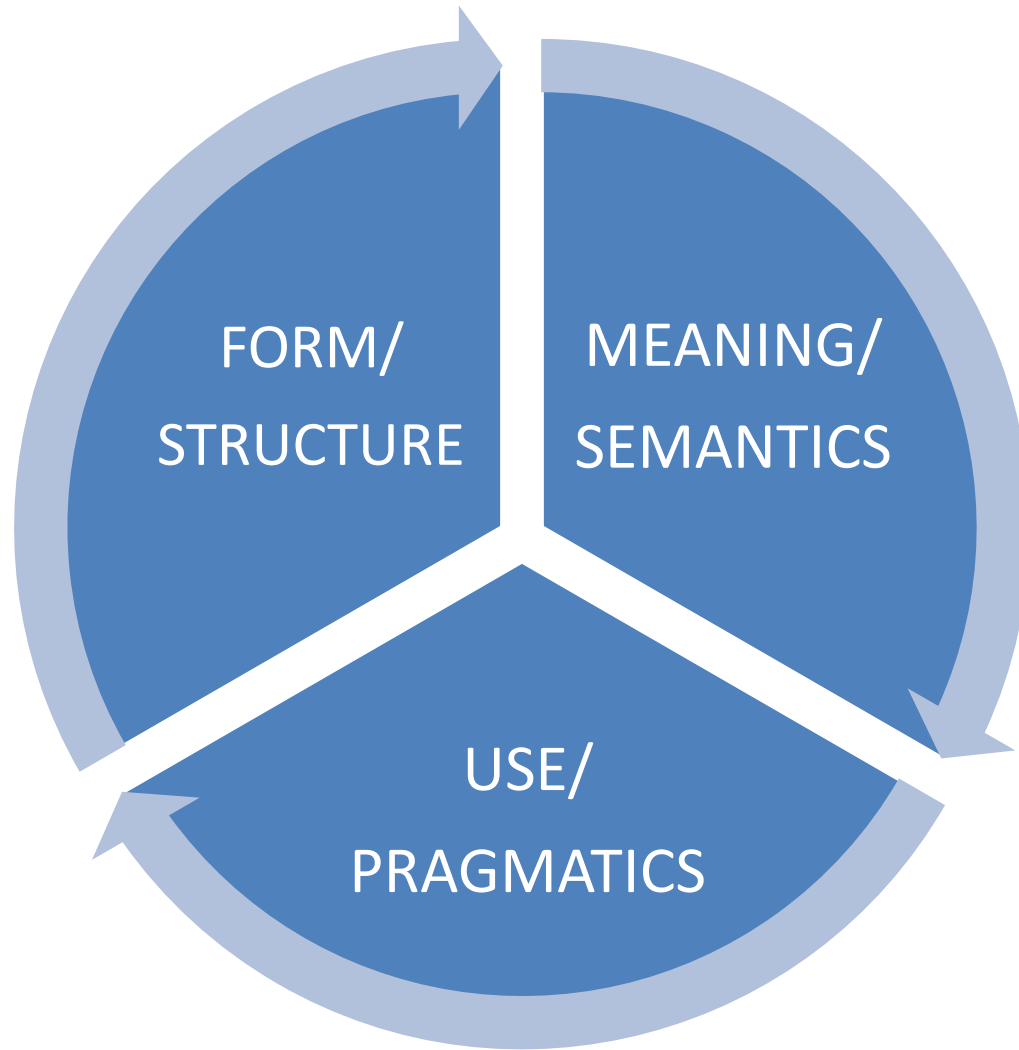 FORM/
STRUCTURE
MEANING/
SEMANTICS
USE/
PRAGMATICS